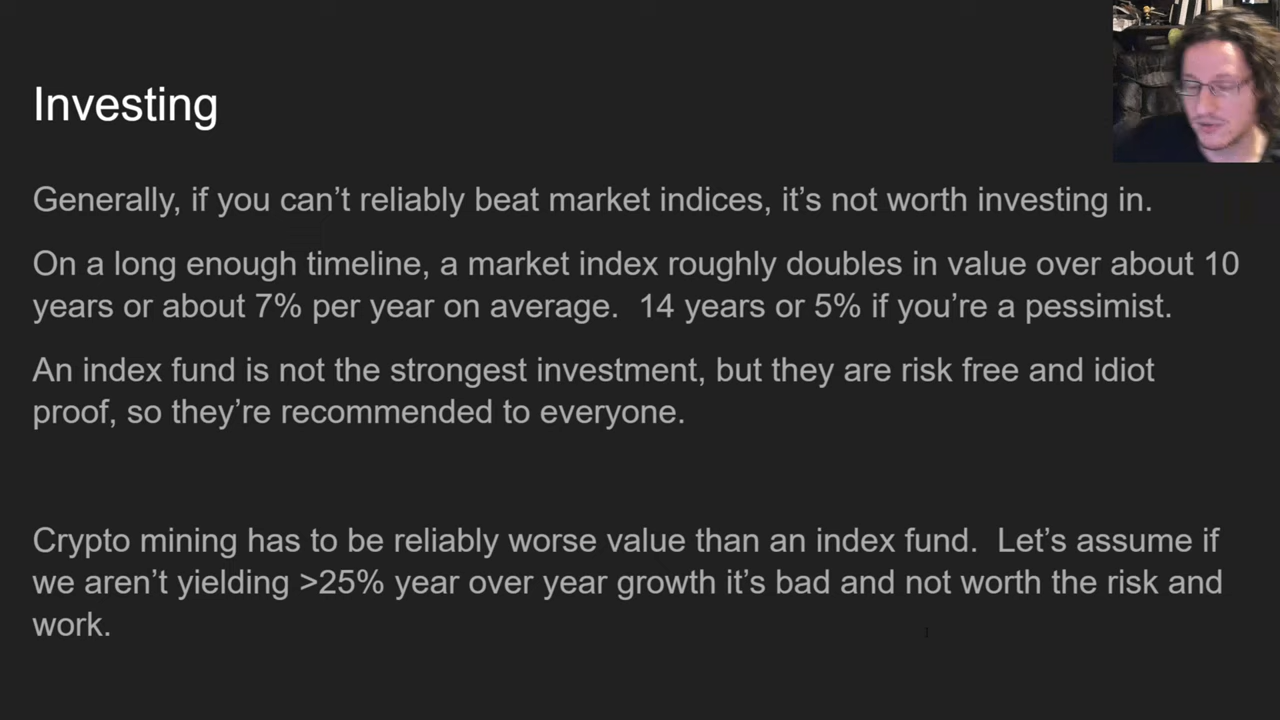 Investing
Generally, if you can’t reliably beat market indices, it’s not worth investing in.
On a long enough timeline, a market index roughly doubles in value over about 10
years or about 7% per year on average.  14 years or 5% if you’re a pessimist.
An index fund is not the strongest investment, but they are risk free and idiot
proof, so they’re recommended to everyone.
Crypto mining has to be reliably worse value than an index fund.  Let’s assume if
we aren’t yielding >25% year over year growth it’s bad and not worth the risk and
work.